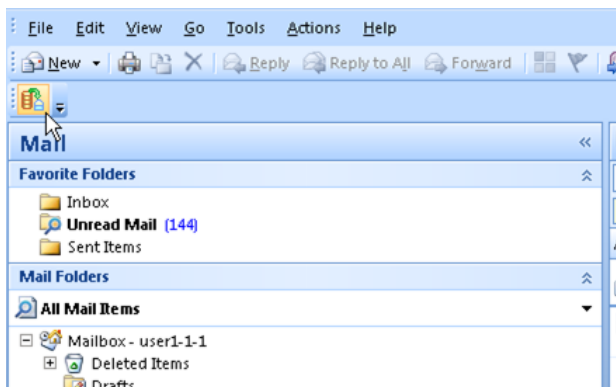 File Edit View Go Tools Actions Help
New Reply Reply to All Forward
Mail
Favorite Folders
Inbox
Unread Mail (144)
Sent Items
Mail Folders
All Mail Items
Mailbox - user1-1-1
Deleted Items
Drafts